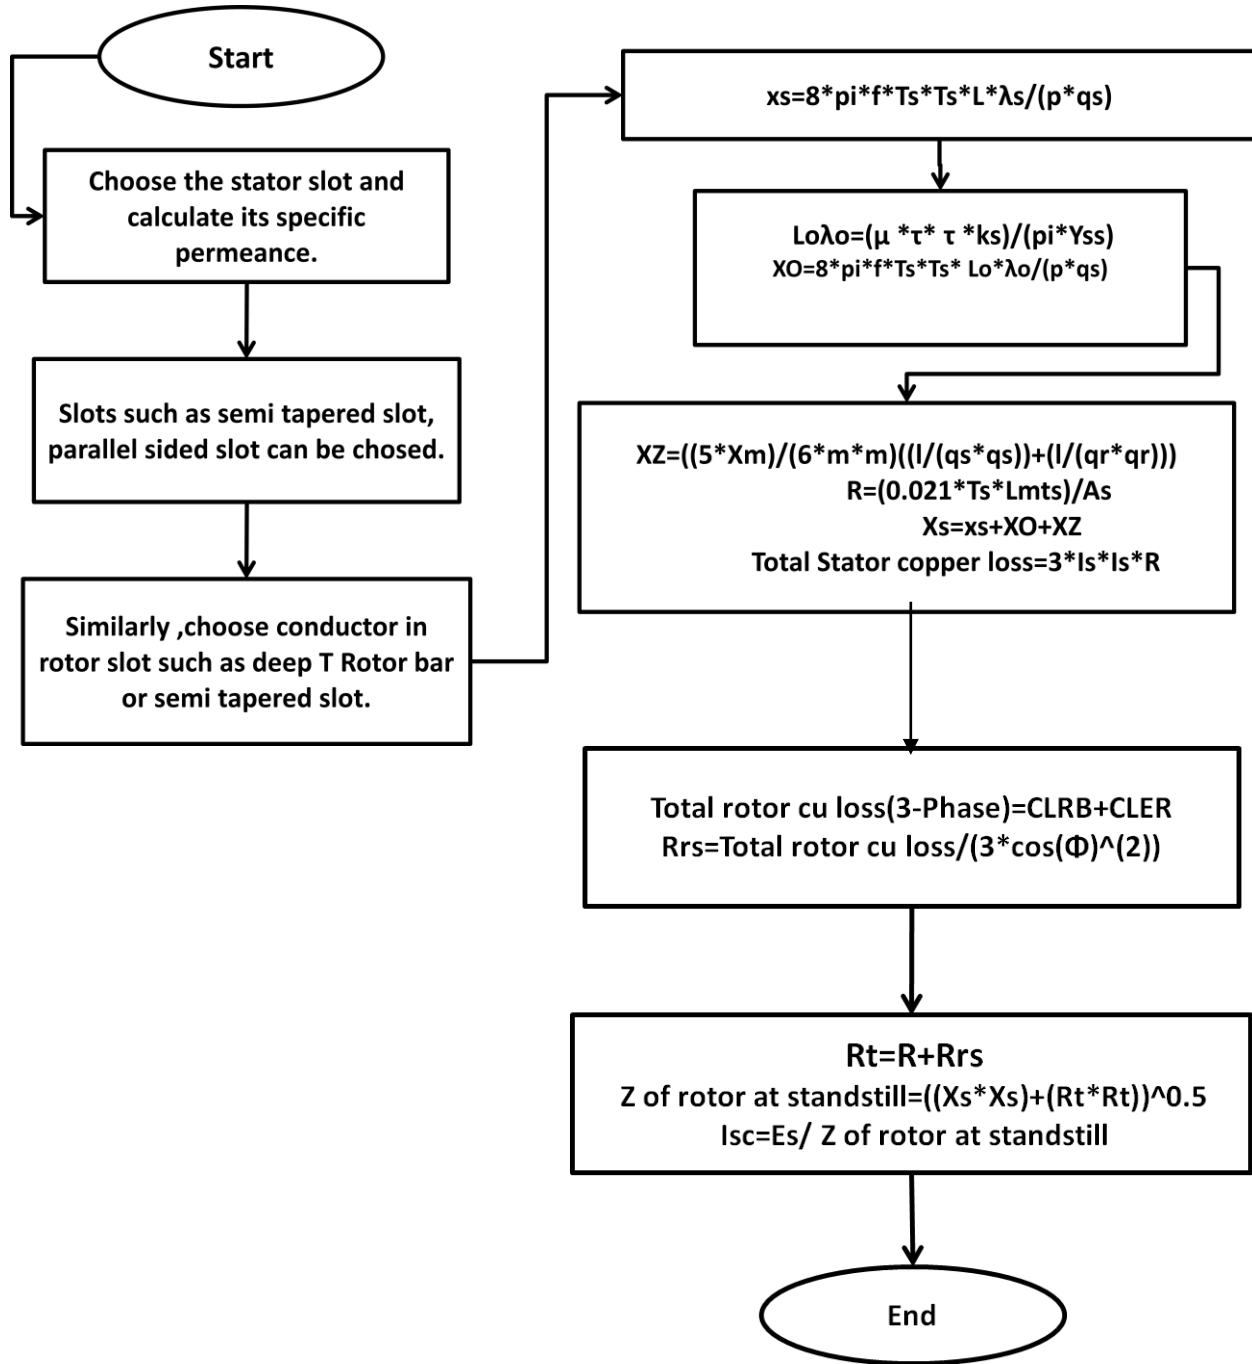 Start
Choose the stator slot and
calculate its specific
permeance.
Slots such as semi tapered slot,
parallel sided slot can be chosed.
Similarly ,choose conductor in
rotor slot such as deep T Rotor bar
or semi tapered slot.
xs=8*pi*f*Ts*Ts*L*λs/(p*qs)
Loλo=(μ *τ* τ *ks)/(pi*Yss)
XO=8*pi*f*Ts*Ts* Lo*λo/(p*qs)
XZ=((5*Xm)/(6*m*m)((l/(qs*qs))+(l/(qr*qr)))
R=(0.021*Ts*Lmts)/As
Xs=xs+XO+XZ
Total Stator copper loss=3*Is*Is*R
Total rotor cu loss(3-Phase)=CLRB+CLER
Rrs=Total rotor cu loss/(3*cos(Φ)^(2))
Rt=R+Rrs
Z of rotor at standstill=((Xs*Xs)+(Rt*Rt))^0.5
Isc=Es/ Z of rotor at standstill
End